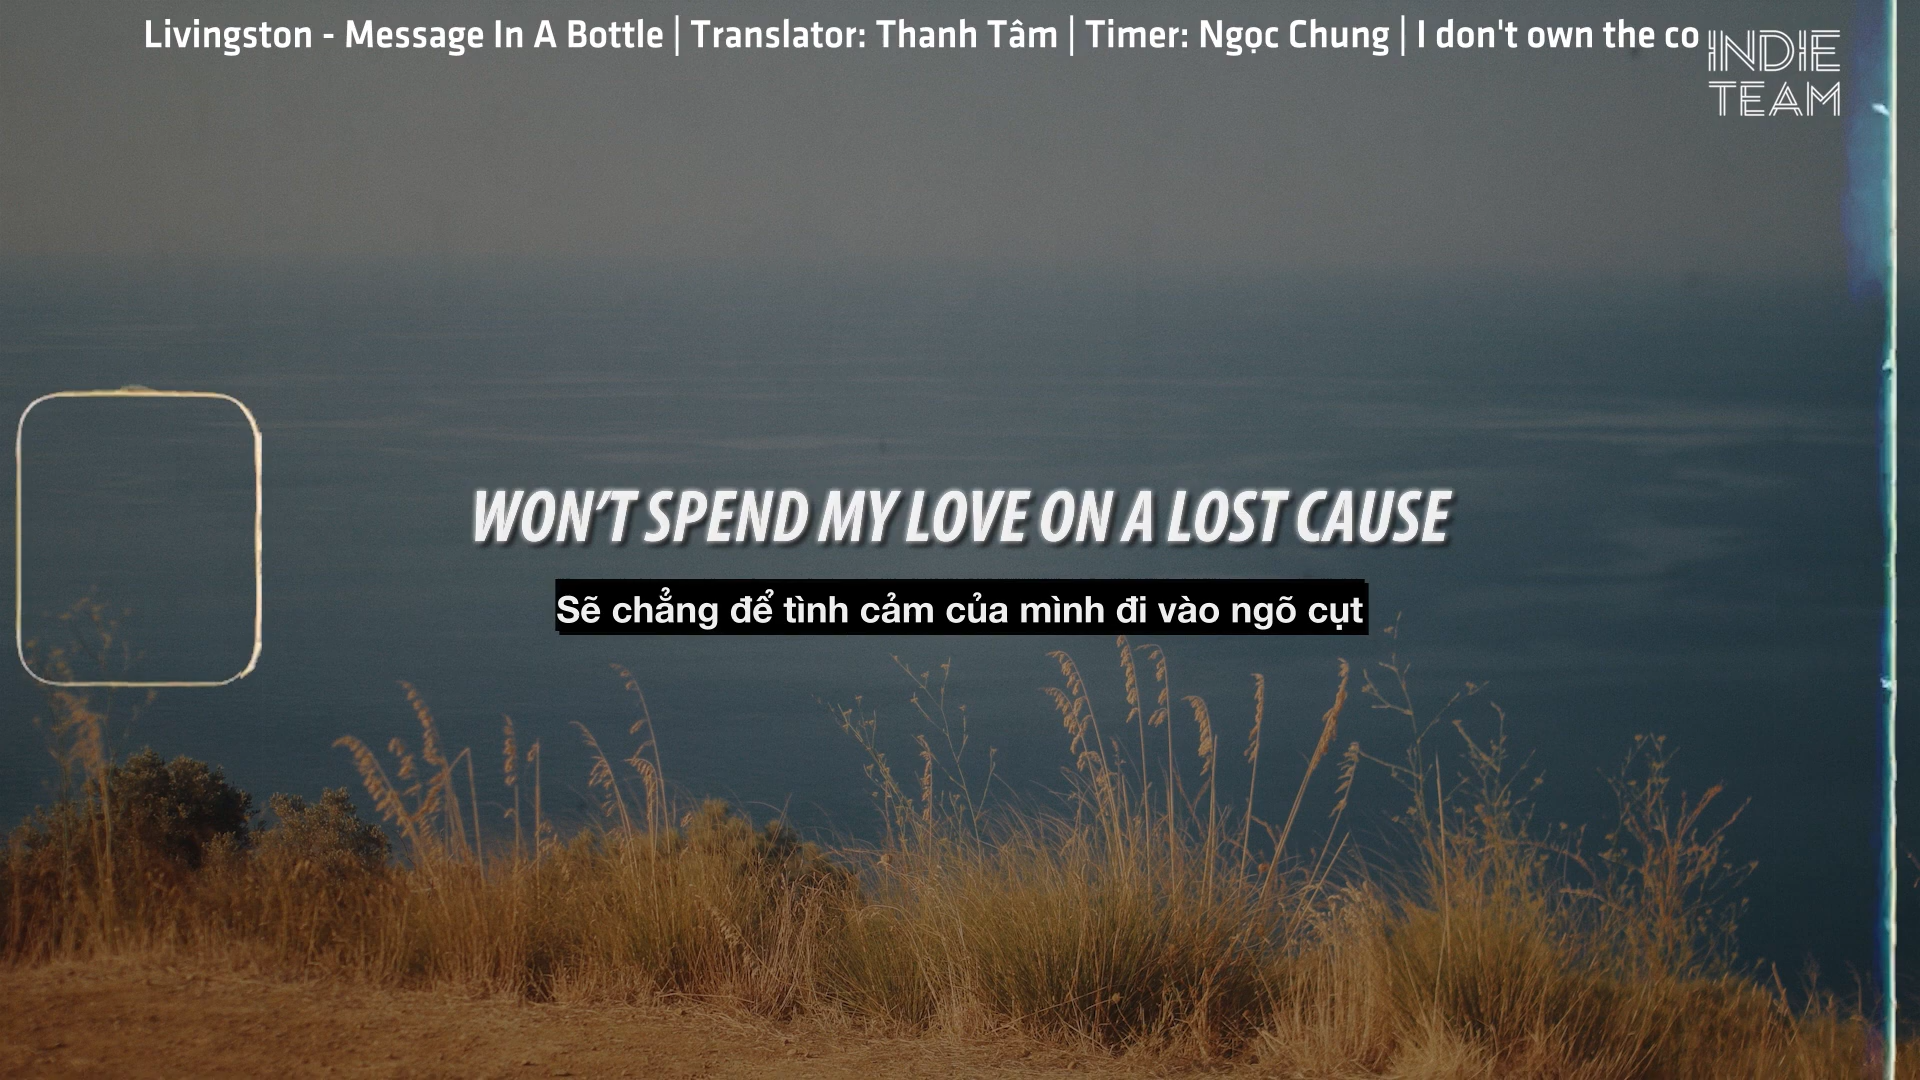 Livingston - Message In A Bottle | Translator: Thanh Tâm | Timer: Ngọc Chung | I don't own the co
INDIE
TEAM
WON'T SPEND MY LOVE ON A LOST CAUSE
Sẽ chẳng để tình cảm của mình đi vào ngõ cụt